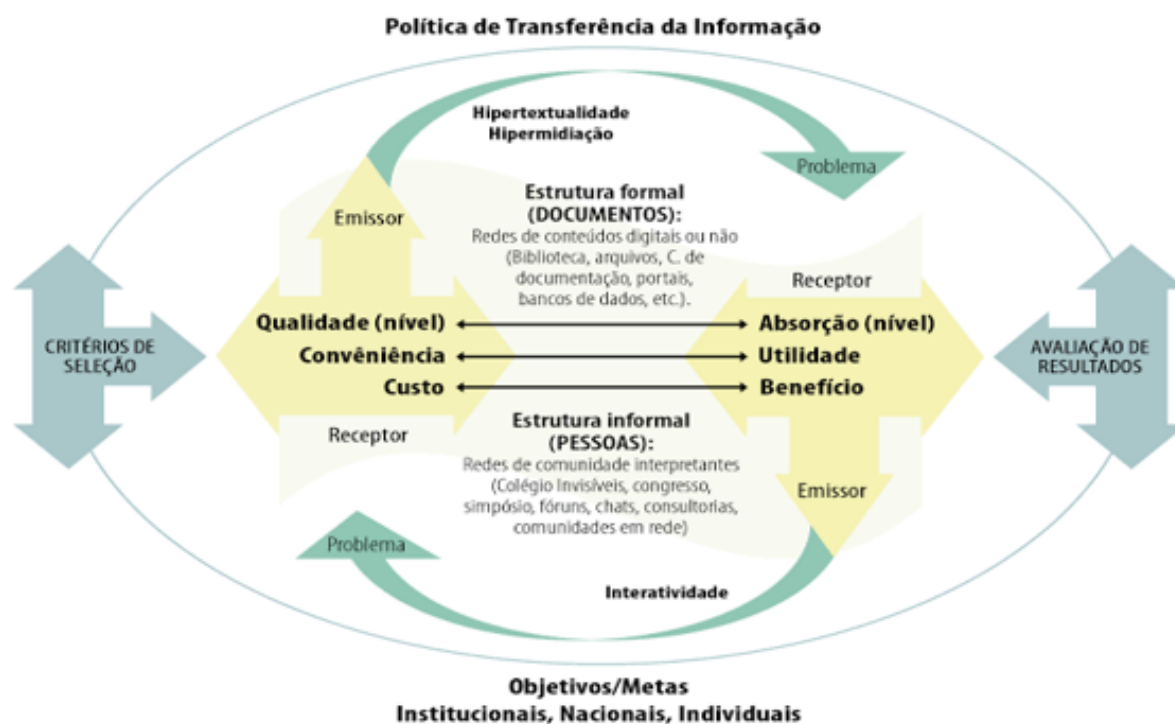 Política de Transferência da Informação
Hipertextualidade
Hipermidiação
Problema
Emissor
Estrutura formal
(DOCUMENTOS):
Redes de conteúdos digitais ou não
(Biblioteca, arquivos, C. de
documentação, portais,
bancos de dados, etc.).
Receptor
CRITÉRIOS DE
SELEÇÃO
Qualidade (nível)
Convêniência
Custo
Absorção (nível)
Utilidade
Benefício
AVALIAÇÃO DE
RESULTADOS
Receptor
Estrutura informal
(PESSOAS):
Redes de comunidade interpretantes
(Colégio Invisíveis, congresso,
simpósio, fóruns, chats, consultorias,
comunidades em rede)
Emissor
Problema
Interatividade
Objetivos/Metas
Institucionais, Nacionais, Individuais